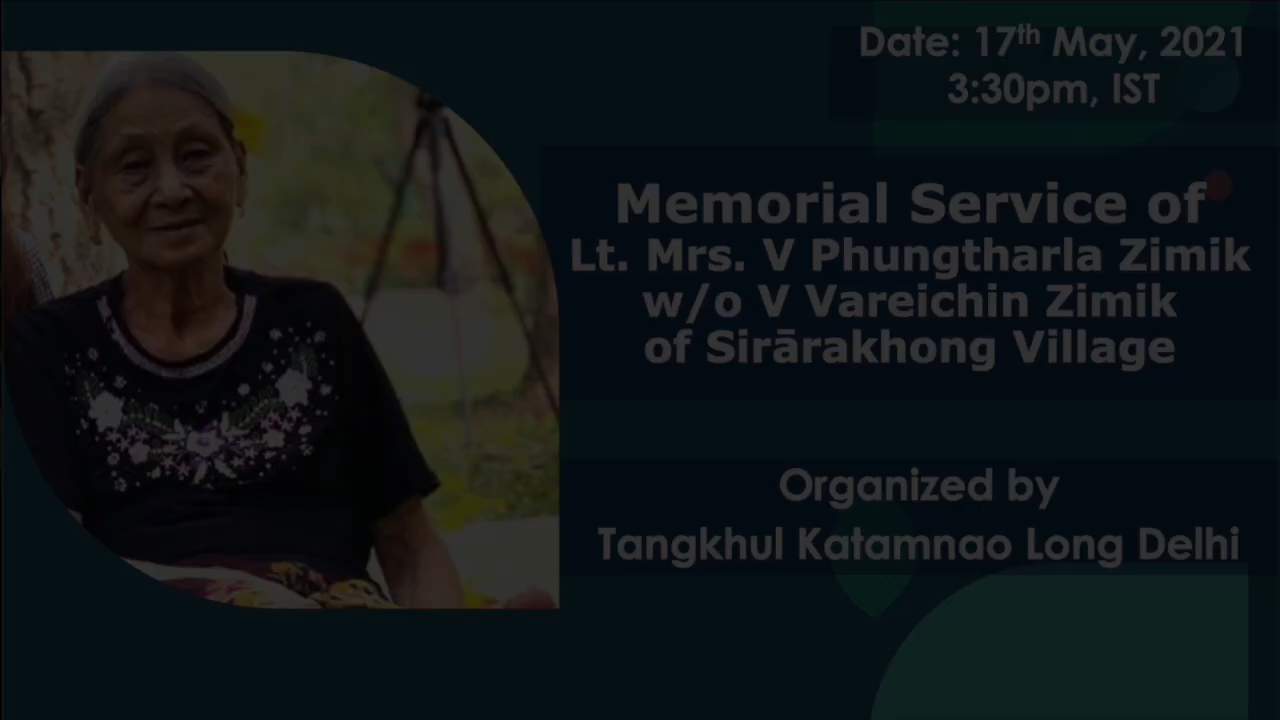 Date: 17th May, 2021
3:30pm, IST
Memorial Service of
Lt. Mrs. V Phungtharla Zimik
w/o V Vareichin Zimik
of Sirārakhong Village
Organized by
Tangkhul Katamnao Long Delhi